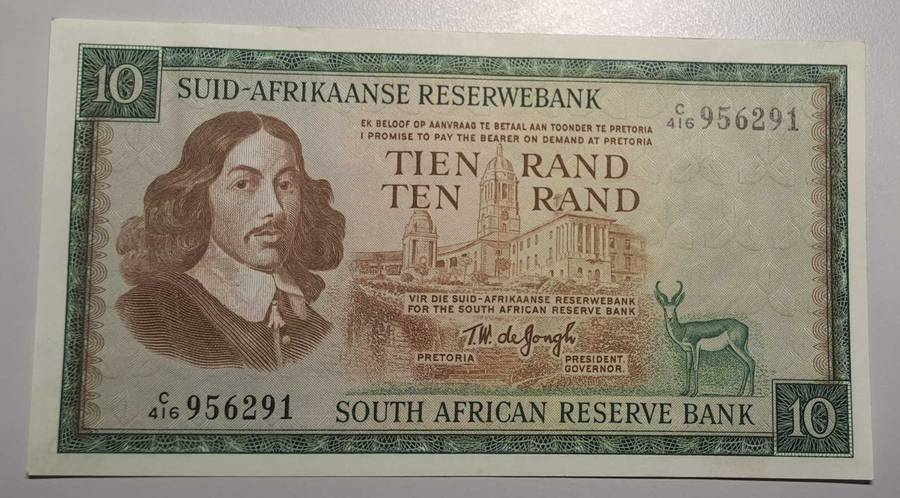 10
SUID-AFRIKAANSE RESERWEBANK
C/416 956291
EK BELOOF OP AANVRAAG TE BETAAL AAN TOONDER TE PRETORIA
I PROMISE TO PAY THE BEARER ON DEMAND AT PRETORIA
TIEN RAND
TEN RAND
VIR DIE SUID-AFRIKAANSE RESERWEBANK
FOR THE SOUTH AFRICAN RESERVE BANK
T.W. de Jongh
PRETORIA
PRESIDENT.
GOVERNOR.
C/416 956291
SOUTH AFRICAN RESERVE BANK
10